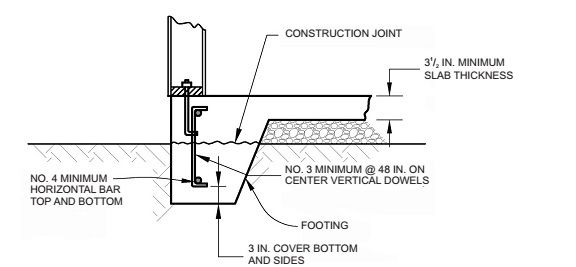 CONSTRUCTION JOINT
3½ IN. MINIMUM
SLAB THICKNESS
NO. 4 MINIMUM
HORIZONTAL BAR
TOP AND BOTTOM
NO. 3 MINIMUM @ 48 IN. ON
CENTER VERTICAL DOWELS
FOOTING
3 IN. COVER BOTTOM
AND SIDES